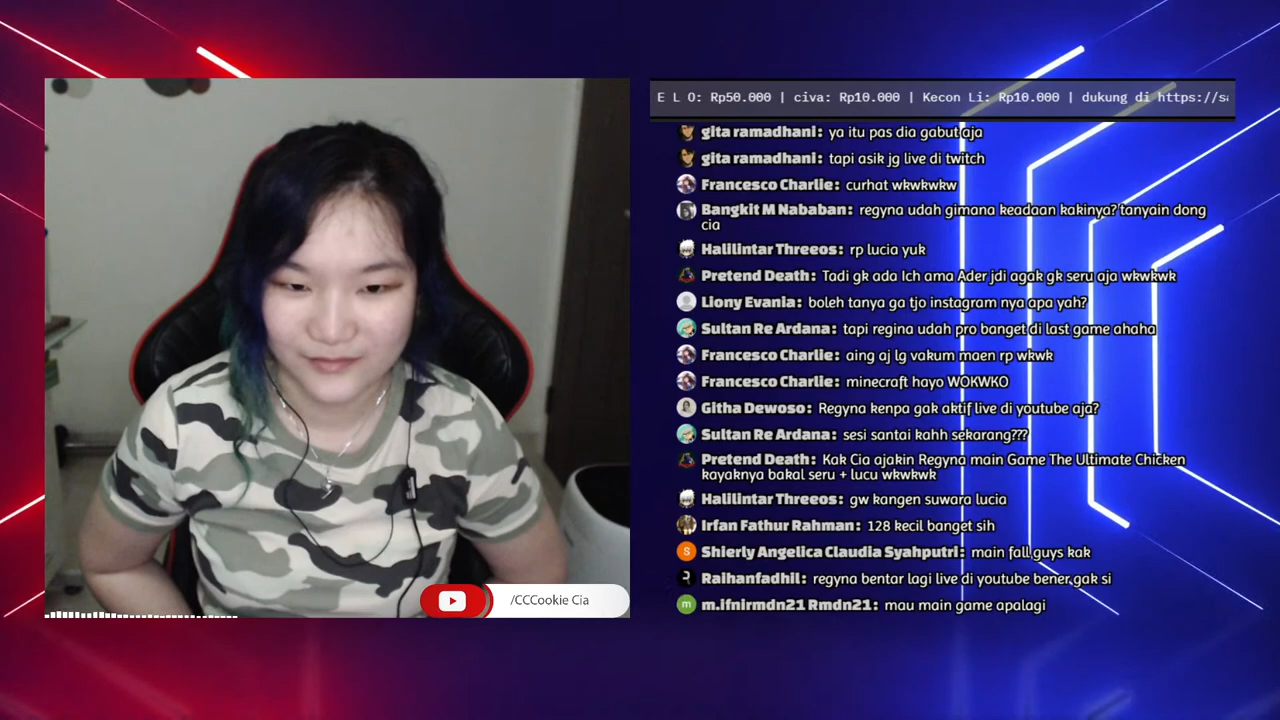 E L O: Rp50.000 | civa: Rp10.000 | Kecon Li: Rp10.000 | dukung di https://sa
gita ramadhani: ya itu pas dia gabut aja
gita ramadhani: tapi asik jg live di twitch
Francesco Charlie: curhat wkwkwkw
Bangkit M Nababan: regyna udah gimana keadaan kakinya? tanyain dong
cia
Halilintar Threeos: rp lucia yuk
Pretend Death: Tadi gk ada Ich ama Ader jdi agak gk seru aja wkwkwk
Liony Evania: boleh tanya ga tjo instagram nya apa yah?
Sultan Re Ardana: tapi regina udah pro banget di last game ahaha
Francesco Charlie: aing aj lg vakum maen rp wkwk
Francesco Charlie: minecraft hayo WOKWKO
Githa Dewoso: Regyna kenpa gak aktif live di youtube aja?
Sultan Re Ardana: sesi santai kahh sekarang???
Pretend Death: Kak Cia ajakin Regyna main Game The Ultimate Chicken
kayaknya bakal seru + lucu wkwkwk
Halilintar Threeos: gw kangen suwara lucia
Irfan Fathur Rahman: 128 kecil banget sih
S
Shierly Angelica Claudia Syahputri: main fall guys kak
Raihanfadhil: regyna bentar lagi live di youtube bener,gak si
m
m.ifnirmdn21 Rmdn21: mau main game apalagi
/CCCookie Cia